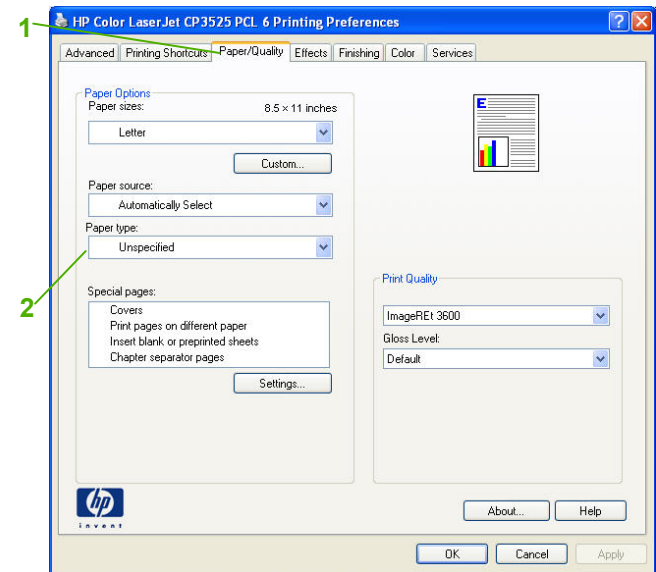 1
HP Color LaserJet CP3525 PCL 6 Printing Preferences
Advanced Printing Shortcuts Paper/Quality Effects Finishing Color Services
Paper Options
Paper sizes: 8.5 × 11 inches
Letter
Custom...
Paper source:
Automatically Select
Paper type:
Unspecified
2
Special pages:
Covers
Print pages on different paper
Insert blank or preprinted sheets
Chapter separator pages
Settings...
E
Print Quality
ImageREt 3600
Gloss Level:
Default
hp
invent
About... Help
OK Cancel Apply